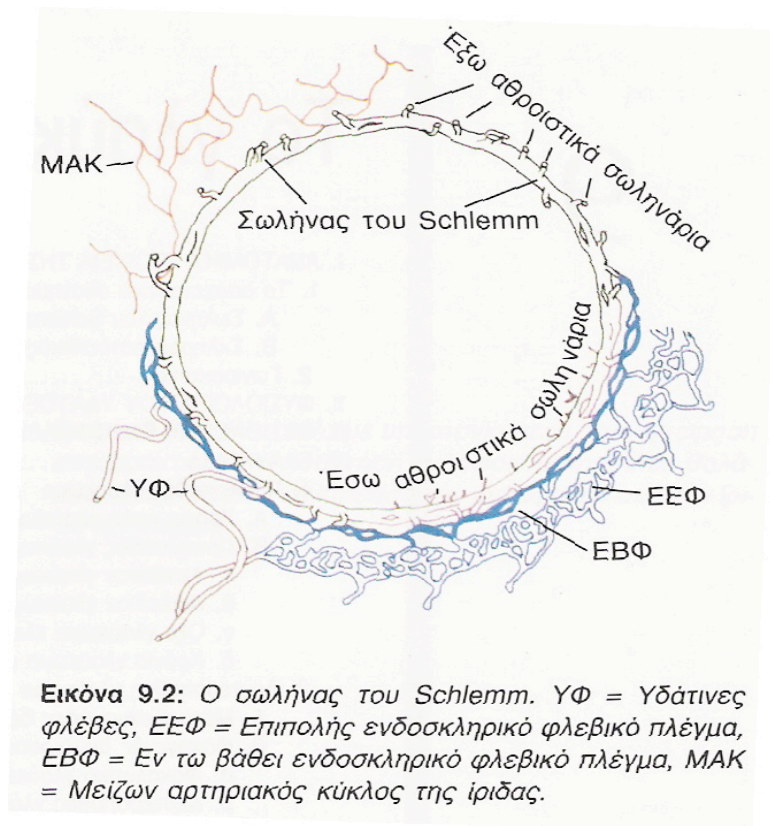 Έξω αθροιστικά σωληνάρια
ΜΑΚ
Σωλήνας του Schlemm
Έσω αθροιστικά σωληνάρια
ΥΦ
ΕΕΦ
ΕΒΦ
Εικόνα 9.2: Ο σωλήνας του Schlemm. ΥΦ = Υδάτινες
φλέβες, ΕΕΦ = Επιπολής ενδοσκληρικό φλεβικό πλέγμα,
ΕΒΦ = Εν τω βάθει ενδοσκληρικό φλεβικό πλέγμα, ΜΑΚ
= Μείζων αρτηριακός κύκλος της ίριδας.